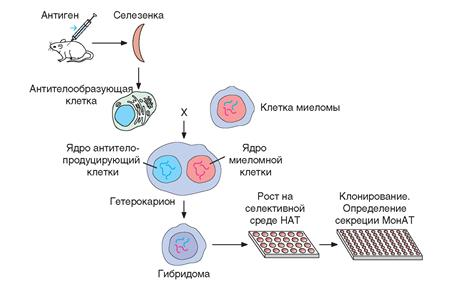 Антиген
Селезенка
Антителообразующая
клетка
X
Клетка миеломы
Ядро антитело-
продуцирующий
клетки
Ядро
миеломной
клетки
Гетерокарион
Рост на
селективной
среде НАТ
Клонирование.
Определение
секреции МонАТ
Гибридома